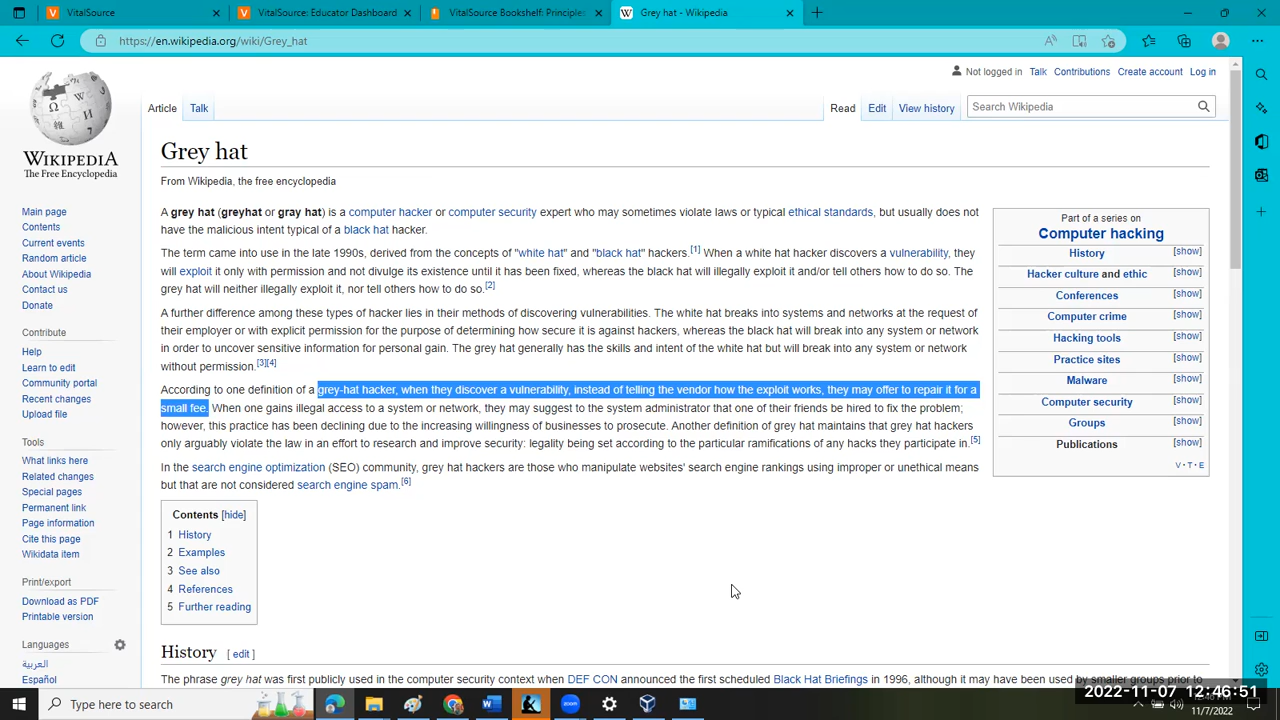 VitalSource
VitalSource: Educator Dashboard
VitalSource Bookshelf: Principles
Grey hat - Wikipedia
https://en.wikipedia.org/wiki/Grey_hat
Not logged in Talk Contributions Create account Log in
Article Talk
Read Edit View history
Search Wikipedia
WIKIPEDIA
The Free Encyclopedia
Main page
Contents
Current events
Random article
About Wikipedia
Contact us
Donate
Contribute
Help
Learn to edit
Community portal
Recent changes
Upload file
Tools
What links here
Related changes
Special pages
Permanent link
Page information
Cite this page
Wikidata item
Print/export
Download as PDF
Printable version
Languages
العربية
Español
Grey hat
From Wikipedia, the free encyclopedia
A grey hat (greyhat or gray hat) is a computer hacker or computer security expert who may sometimes violate laws or typical ethical standards, but usually does not
have the malicious intent typical of a black hat hacker.
The term came into use in the late 1990s, derived from the concepts of "white hat" and "black hat" hackers.[1] When a white hat hacker discovers a vulnerability, they
will exploit it only with permission and not divulge its existence until it has been fixed, whereas the black hat will illegally exploit it and/or tell others how to do so. The
grey hat will neither illegally exploit it, nor tell others how to do so.[2]
A further difference among these types of hacker lies in their methods of discovering vulnerabilities. The white hat breaks into systems and networks at the request of
their employer or with explicit permission for the purpose of determining how secure it is against hackers, whereas the black hat will break into any system or network
in order to uncover sensitive information for personal gain. The grey hat generally has the skills and intent of the white hat but will break into any system or network
without permission.[3][4]
According to one definition of a grey-hat hacker, when they discover a vulnerability, instead of telling the vendor how the exploit works, they may offer to repair it for a
small fee. When one gains illegal access to a system or network, they may suggest to the system administrator that one of their friends be hired to fix the problem;
however, this practice has been declining due to the increasing willingness of businesses to prosecute. Another definition of grey hat maintains that grey hat hackers
only arguably violate the law in an effort to research and improve security: legality being set according to the particular ramifications of any hacks they participate in.[5]
In the search engine optimization (SEO) community, grey hat hackers are those who manipulate websites' search engine rankings using improper or unethical means
but that are not considered search engine spam.[6]
Part of a series on
Computer hacking
History [show]
Hacker culture and ethic [show]
Conferences [show]
Computer crime [show]
Hacking tools [show]
Practice sites [show]
Malware [show]
Computer security [show]
Groups [show]
Publications [show]
V · T · E
Contents [hide]
1 History
2 Examples
3 See also
4 References
5 Further reading
History [ edit ]
The phrase grey hat was first publicly used in the computer security context when DEF CON announced the first scheduled Black Hat Briefings in 1996, although it may have been used by smaller groups prior to
2022-11-07 12:46:51
Type here to search
zoom
11/7/2022